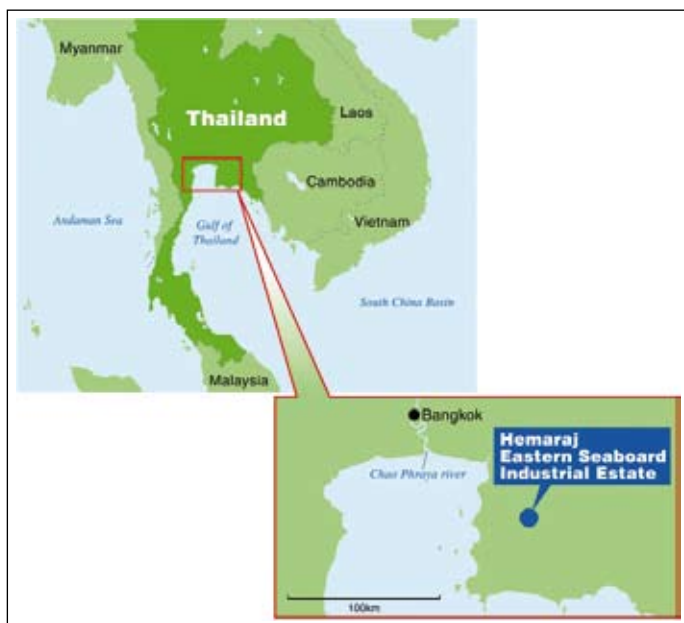 Myanmar
Thailand
Laos
Cambodia
Vietnam
Andaman Sea
Gulf of
Thailand
South China Basin
Malaysia
Bangkok
Chao Phraya river
Hemaraj
Eastern Seaboard
Industrial Estate
100km